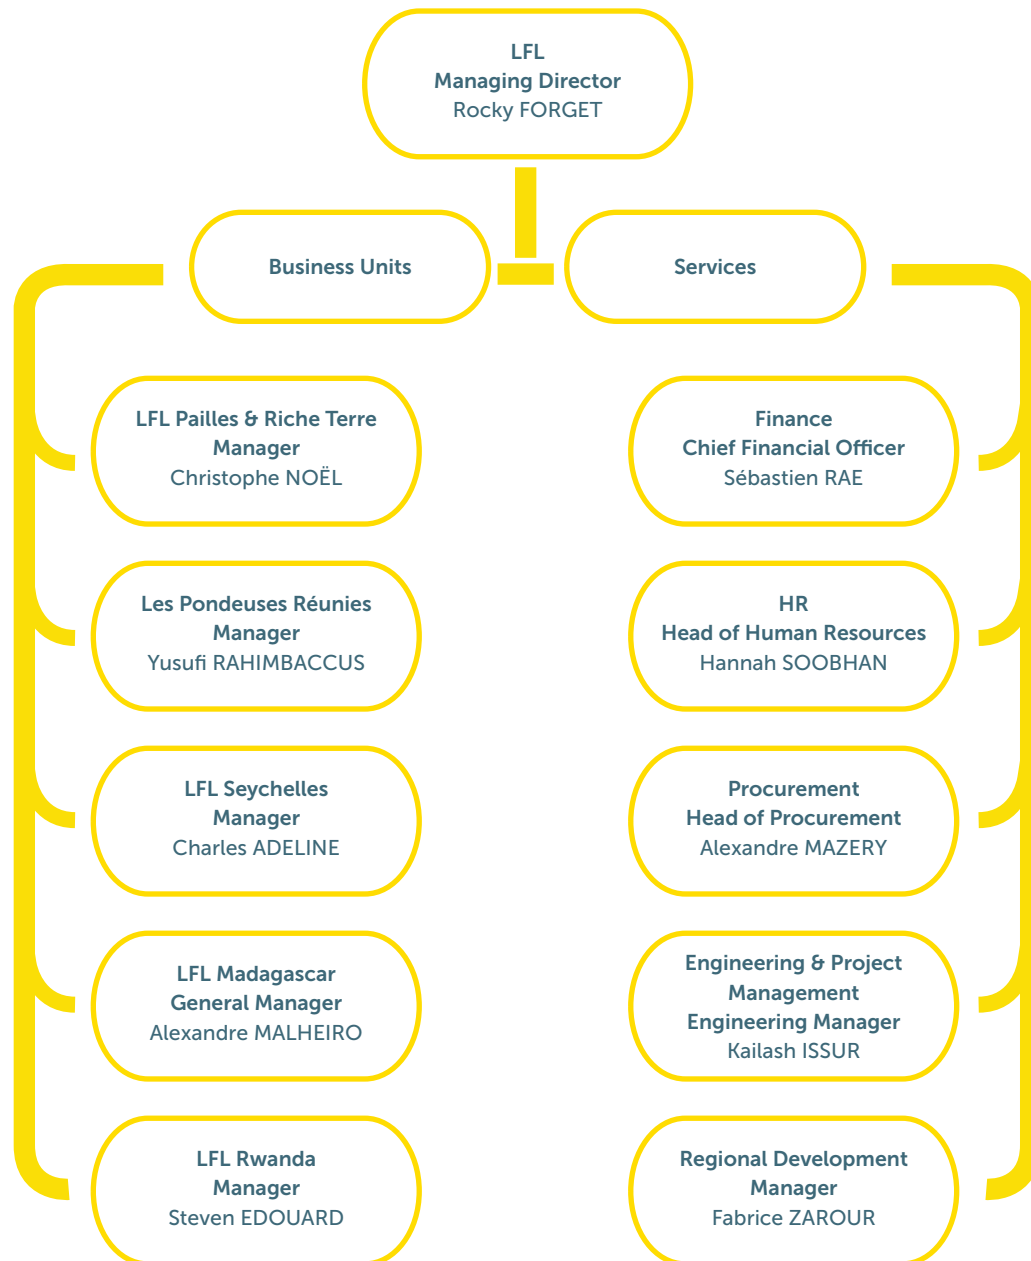 LFL
Managing Director
Rocky FORGET
Business Units
Services
LFL Pailles & Riche Terre
Manager
Christophe NOËL
Les Pondeuses Réunies
Manager
Yusufi RAHIMBACCUS
LFL Seychelles
Manager
Charles ADELINE
LFL Madagascar
General Manager
Alexandre MALHEIRO
LFL Rwanda
Manager
Steven EDOUARD
Finance
Chief Financial Officer
Sébastien RAE
HR
Head of Human Resources
Hannah SOOBHAN
Procurement
Head of Procurement
Alexandre MAZERY
Engineering & Project
Management
Engineering Manager
Kailash ISSUR
Regional Development
Manager
Fabrice ZAROUR